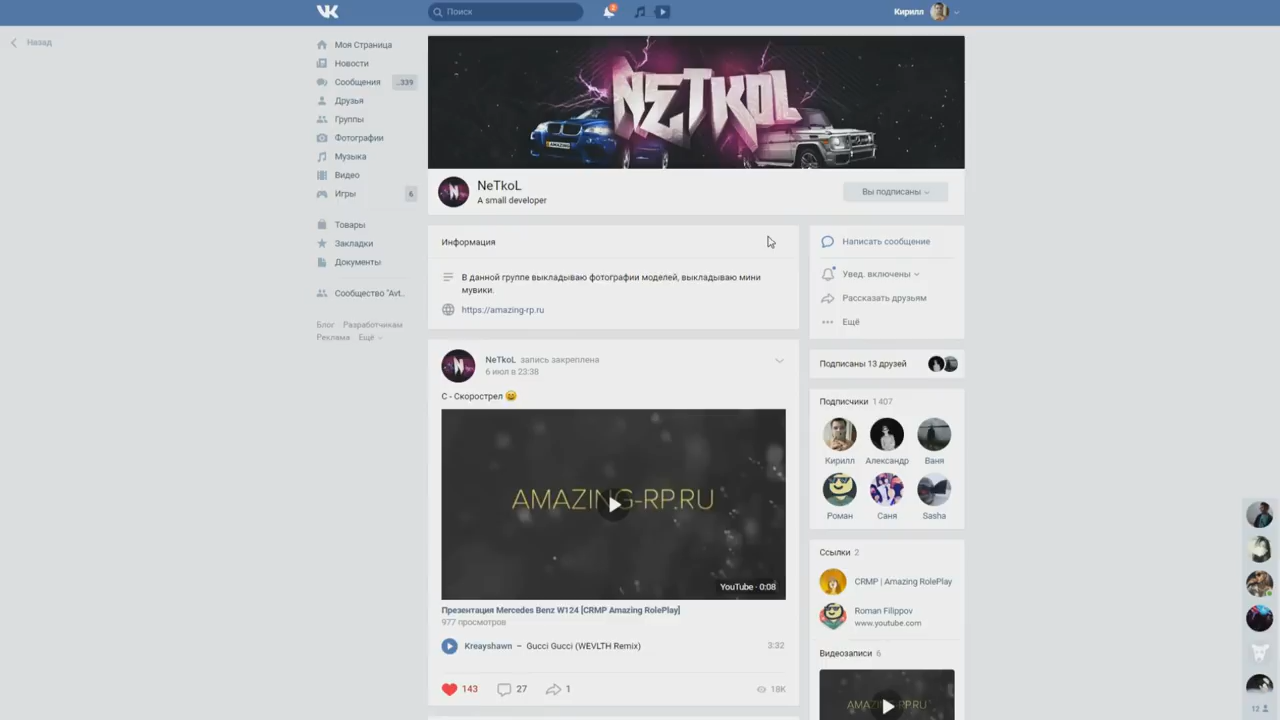 Поиск
2
Кирилл
Назад
Моя Страница
Новости
Сообщения
..339
Друзья
Группы
Фотографии
Музыка
Видео
Игры
6
Товары
Закладки
Документы
Сообщество "Avt..
Блог Разработчикам
Реклама Ещё
NETKOL
AMAZING
NeTkoL
A small developer
Вы подписаны
Информация
В данной группе выкладываю фотографии моделей, выкладываю мини
мувики.
https://amazing-rp.ru
NeTkoL запись закреплена
6 июл в 23:38
С - Скорострел
AMAZING-RP.RU
YouTube · 0:08
Презентация Mercedes Benz W124 [CRMP Amazing RolePlay]
977 просмотров
Kreayshawn – Gucci Gucci (WEVLTH Remix)
3:32
143
27
1
18K
Написать сообщение
Увед. включены
Рассказать друзьям
Ещё
Подписаны 13 друзей
Подписчики 1 407
Кирилл Александр Ваня
Роман Саня Sasha
Ссылки 2
CRMP | Amazing RolePlay
Roman Filippov
www.youtube.com
Видеозаписи 6
AMAZING-RP.RU
12